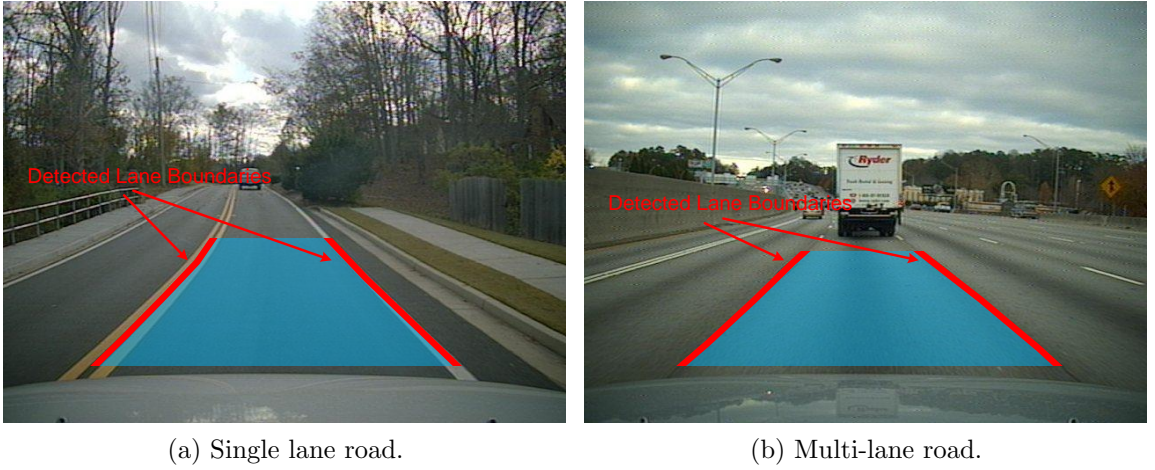 Detected Lane Boundaries
Detected Lane Boundaries
Ryder
(a) Single lane road.
(b) Multi-lane road.